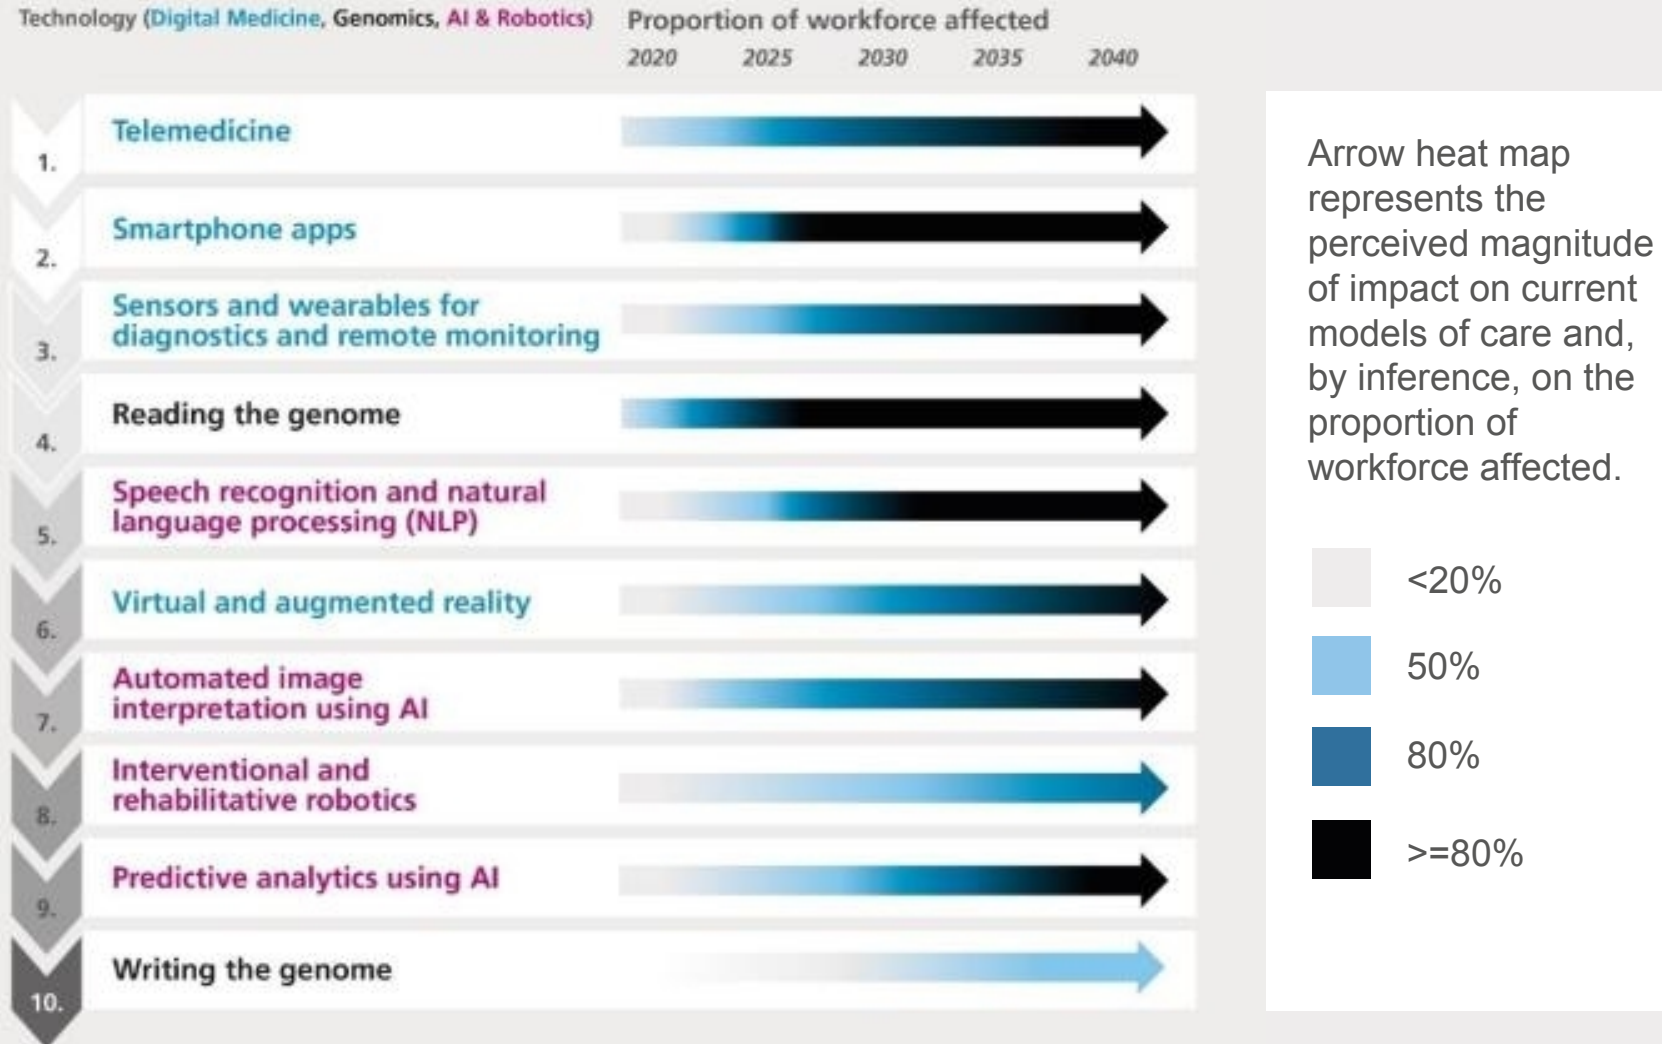 Technology (Digital Medicine, Genomics, AI & Robotics)
Proportion of workforce affected
2020 2025 2030 2035 2040
1.
Telemedicine
2.
Smartphone apps
3.
Sensors and wearables for
diagnostics and remote monitoring
4.
Reading the genome
5.
Speech recognition and natural
language processing (NLP)
6.
Virtual and augmented reality
7.
Automated image
interpretation using AI
8.
Interventional and
rehabilitative robotics
9.
Predictive analytics using AI
10.
Writing the genome
Arrow heat map
represents the
perceived magnitude
of impact on current
models of care and,
by inference, on the
proportion of
workforce affected.
<20%
50%
80%
>=80%